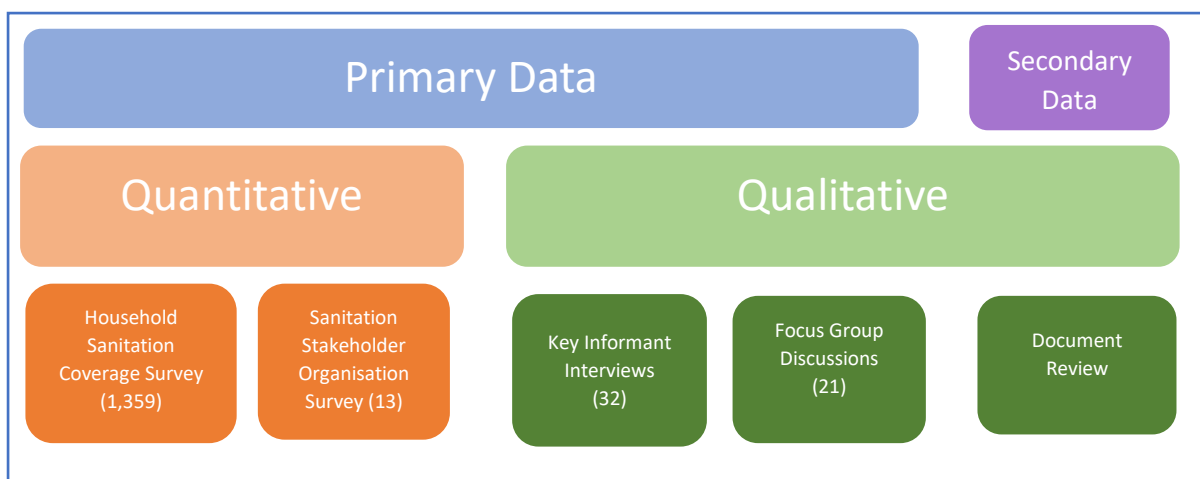 Primary Data
Secondary
Data
Quantitative
Qualitative
Household
Sanitation
Coverage Survey
(1,359)
Sanitation
Stakeholder
Organisation
Survey (13)
Key Informant
Interviews
(32)
Focus Group
Discussions
(21)
Document
Review